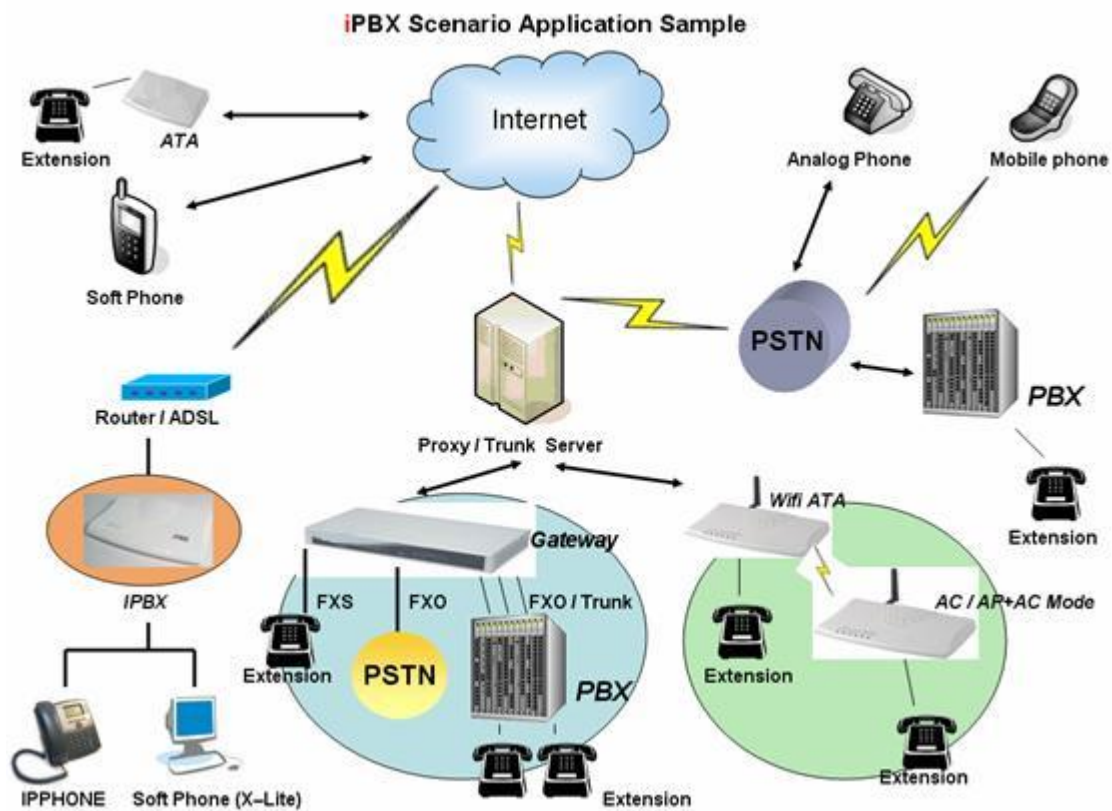 iPBX Scenario Application Sample
Internet
Extension
ATA
Analog Phone
Mobile phone
Soft Phone
PSTN
PBX
Router / ADSL
Proxy / Trunk Server
Extension
Wifi ATA
Gateway
IPBX
FXS
FXO
FXO / Trunk
AC / AP+AC Mode
Extension
PSTN
PBX
Extension
IPPHONE
Soft Phone (X-Lite)
Extension
Extension